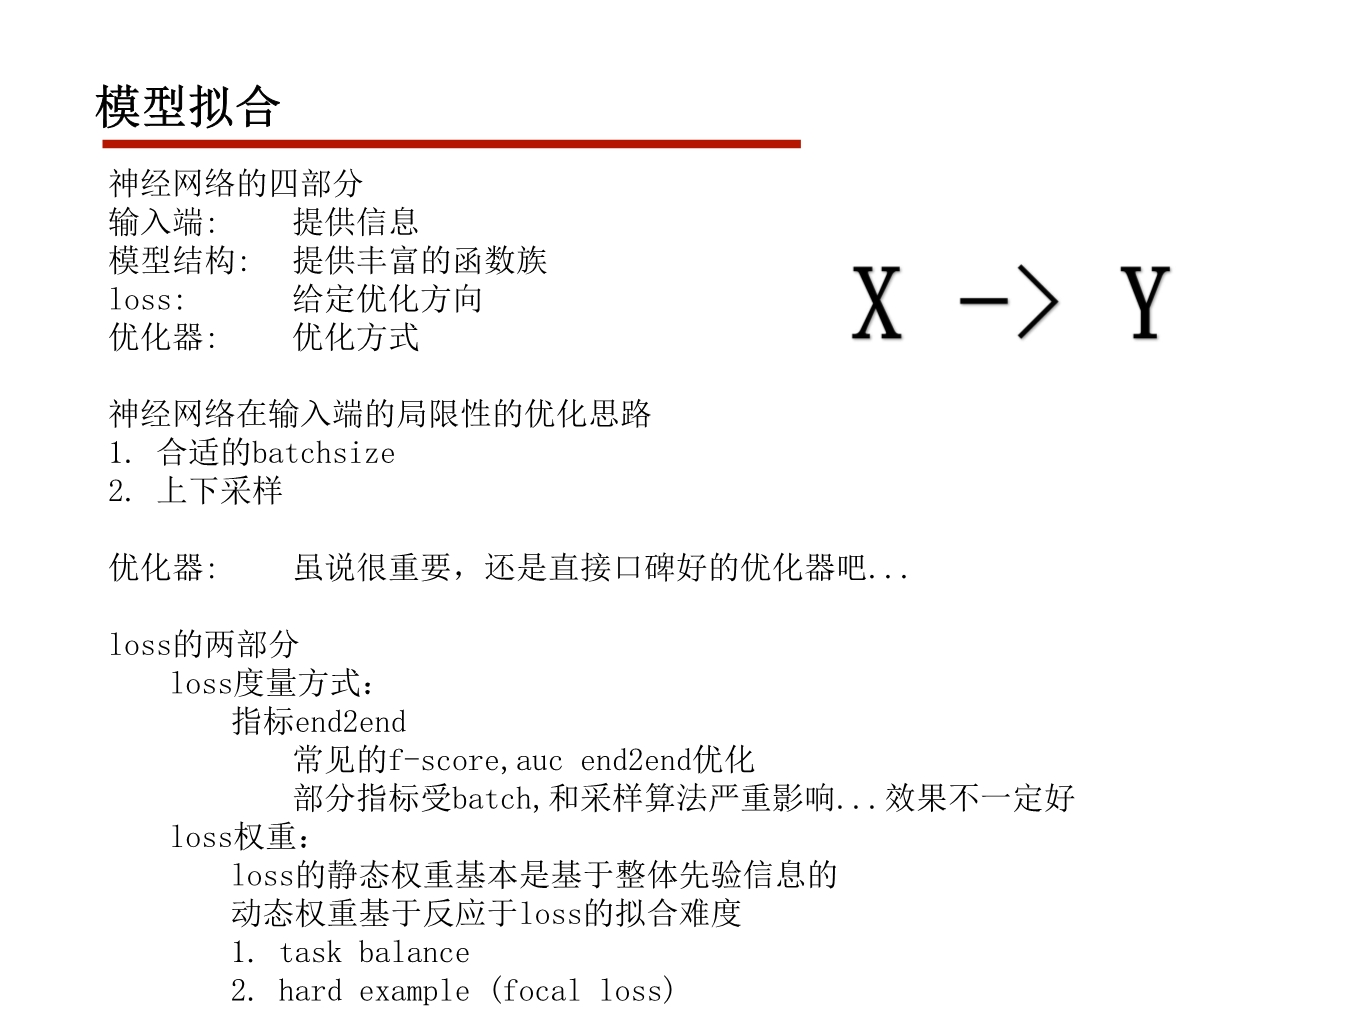 模型拟合
神经网络的四部分
输入端: 提供信息
模型结构: 提供丰富的函数族
loss: 给定优化方向
优化器: 优化方式
X -> Y
神经网络在输入端的局限性的优化思路
1. 合适的batchsize
2. 上下采样
优化器: 虽说很重要，还是直接口碑好的优化器吧...
loss的两部分
loss度量方式：
指标end2end
常见的f-score,auc end2end优化
部分指标受batch,和采样算法严重影响...效果不一定好
loss权重：
loss的静态权重基本是基于整体先验信息的
动态权重基于反应于loss的拟合难度
1. task balance
2. hard example (focal loss)